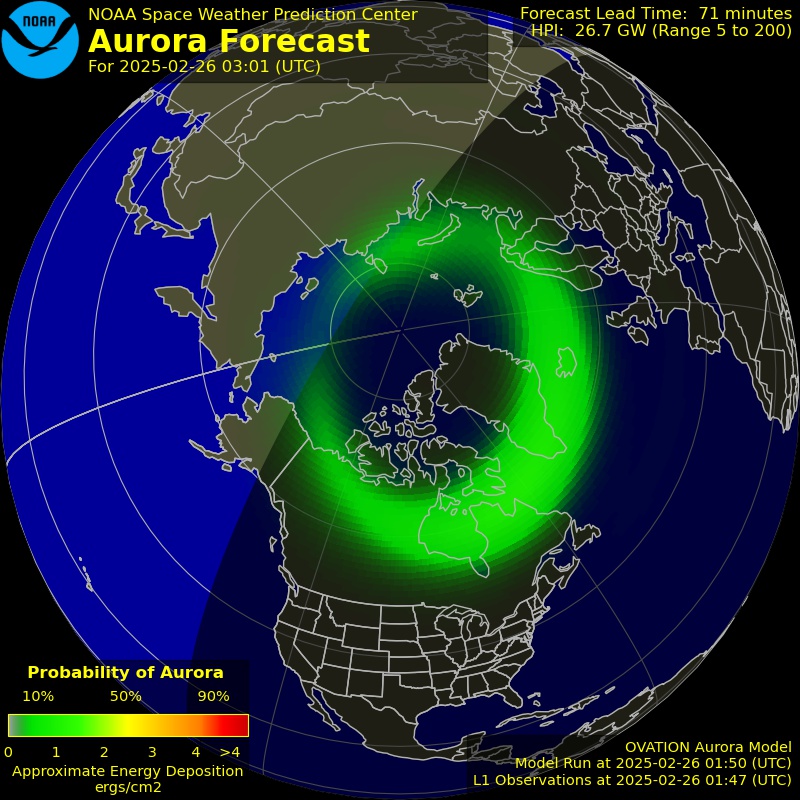 NOAA
NOAA Space Weather Prediction Center
Aurora Forecast
For 2025-02-26 03:01 (UTC)
Forecast Lead Time: 71 minutes
HPI: 26.7 GW (Range 5 to 200)
Probability of Aurora
10% 50% 90%
0 1 2 3 4 >4
Approximate Energy Deposition
ergs/cm2
OVATION Aurora Model
Model Run at 2025-02-26 01:50 (UTC)
L1 Observations at 2025-02-26 01:47 (UTC)